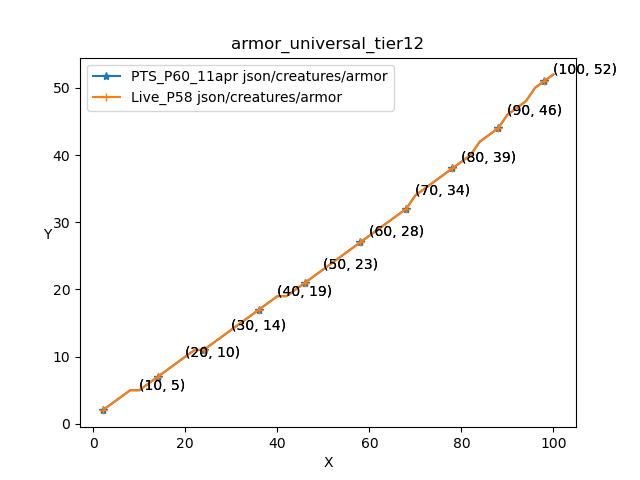 armor_universal_tier12
PTS_P60_11apr json/creatures/armor
Live_P58 json/creatures/armor
(100, 52)
(90, 46)
(80, 39)
(70, 34)
(60, 28)
(50, 23)
(40, 19)
(30, 14)
(20, 10)
(10, 5)
50
40
30
20
10
0
Y
0 20 40 60 80 100
X